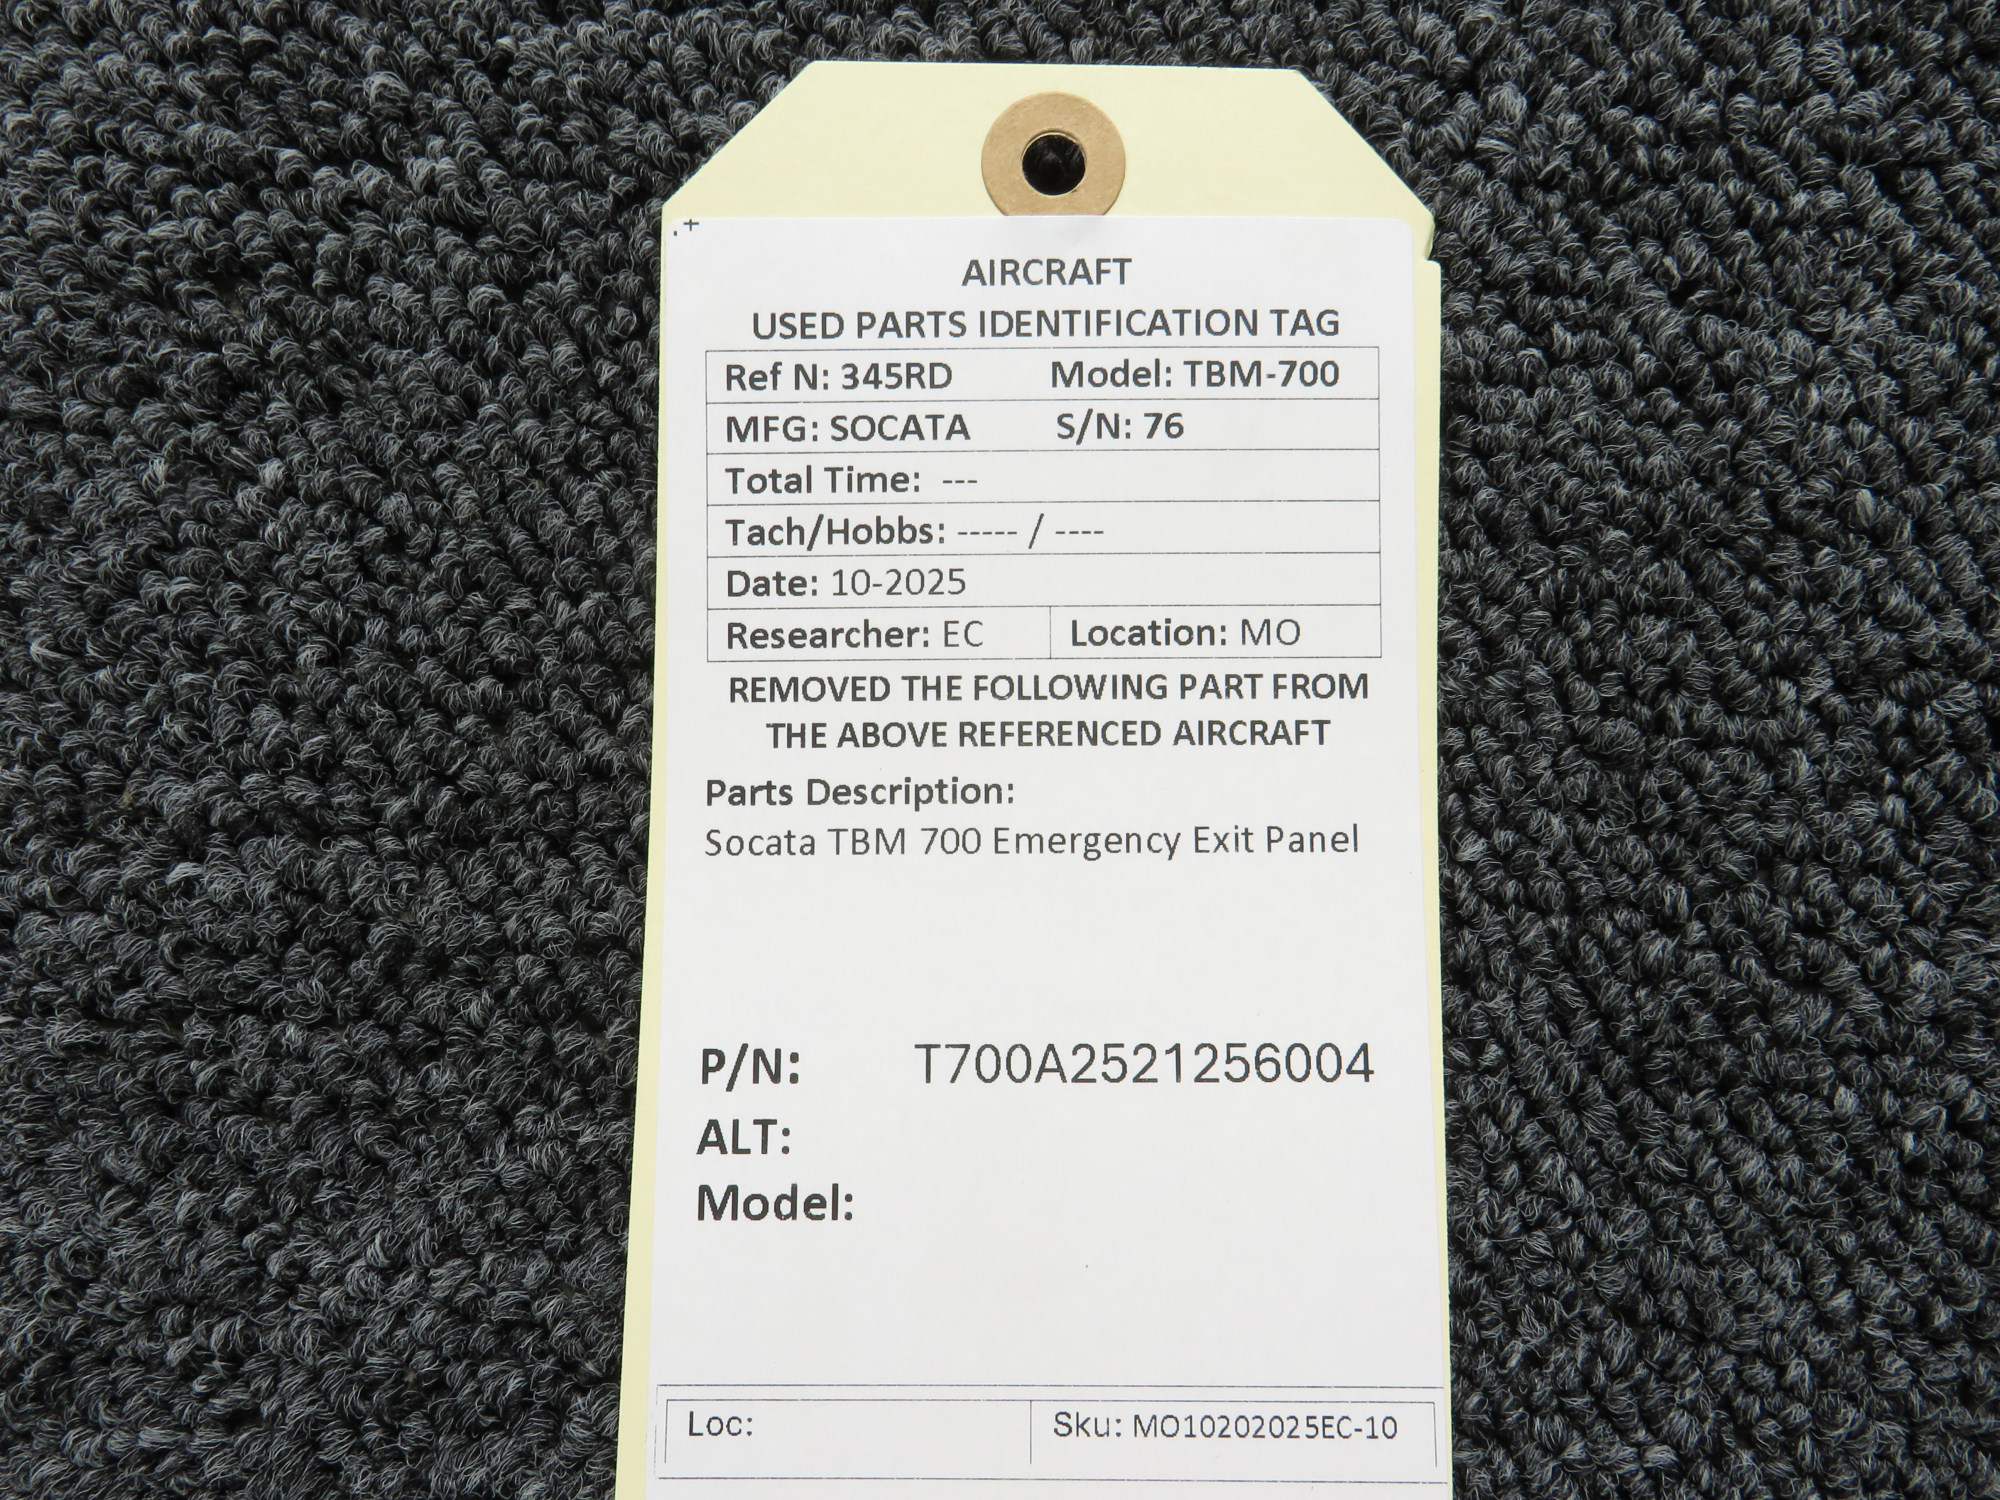 .+
AIRCRAFT
USED PARTS IDENTIFICATION TAG
Ref N: 345RD Model: TBM-700
MFG: SOCATA S/N: 76
Total Time: ---
Tach/Hobbs: ----- / ----
Date: 10-2025
Researcher: EC Location: MO
REMOVED THE FOLLOWING PART FROM
THE ABOVE REFERENCED AIRCRAFT
Parts Description:
Socata TBM 700 Emergency Exit Panel
P/N: T700A2521256004
ALT:
Model:
Loc: Sku: MO10202025EC-10